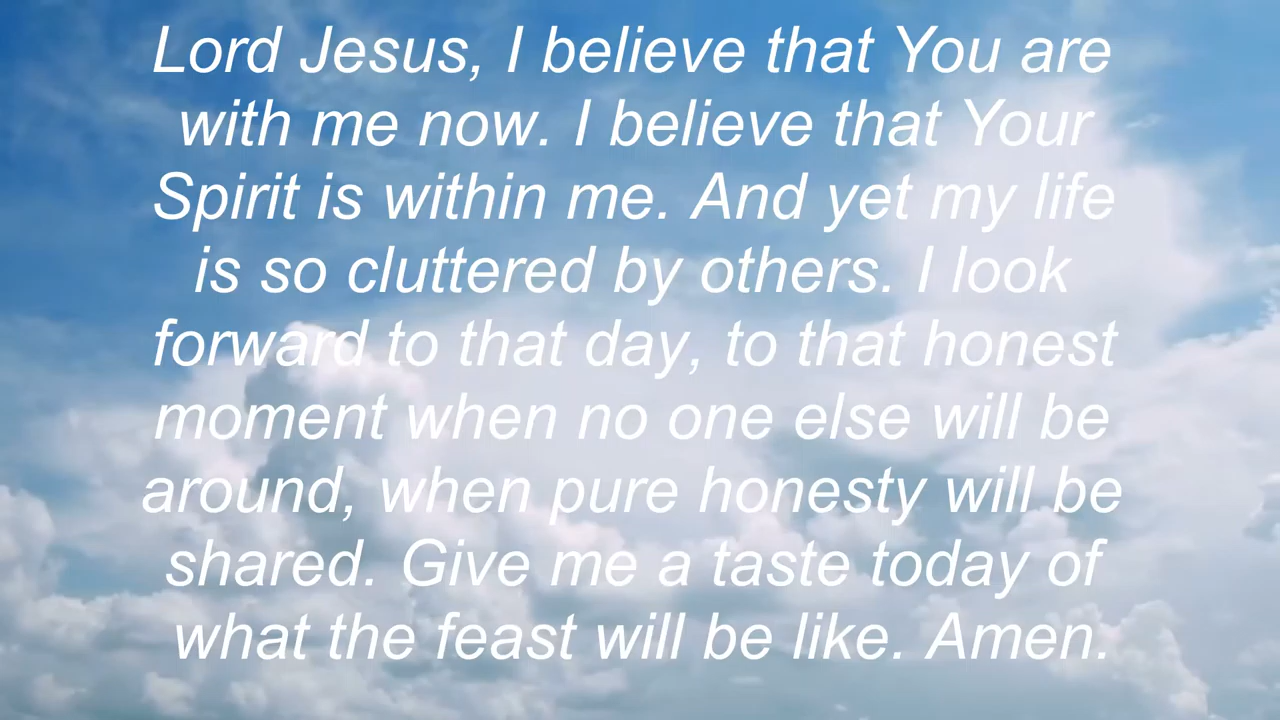 Lord Jesus, I believe that You are
with me now. I believe that Your
Spirit is within me. And yet my life
is so cluttered by others. I look
forward to that day, to that honest
moment when no one else will be
around, when pure honesty will be
shared. Give me a taste today of
what the feast will be like. Amen.